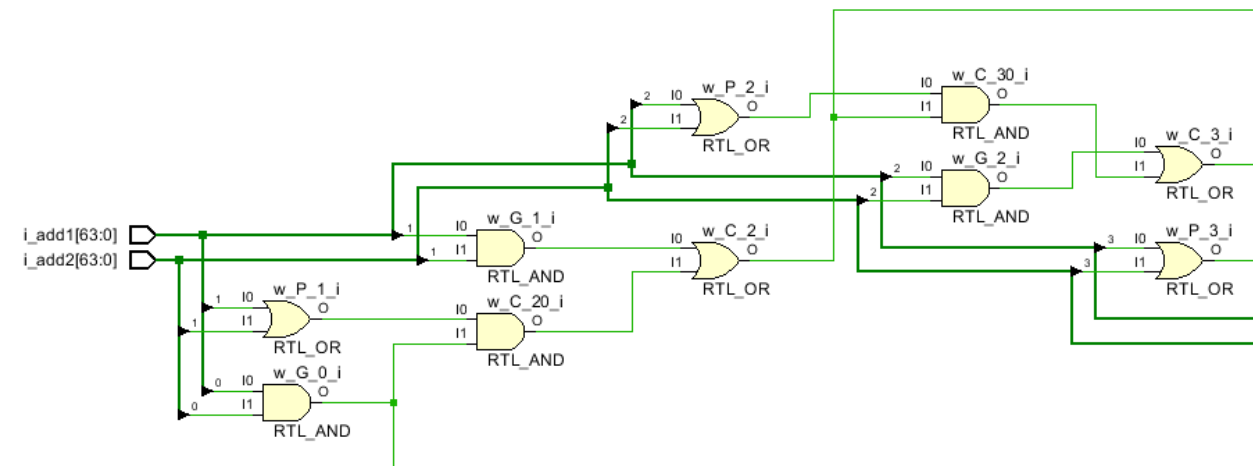 w_C_30_i
I0
O
I1
RTL_AND
w_P_2_i
2
I0
O
2
I1
RTL_OR
w_C_3_i
I0
O
I1
RTL_OR
w_G_2_i
2
I0
O
2
I1
RTL_AND
i_add1[63:0]
i_add2[63:0]
w_G_1_i
1
I0
O
1
I1
RTL_AND
w_C_2_i
I0
O
I1
RTL_OR
w_P_3_i
3
I0
O
3
I1
RTL_OR
w_P_1_i
1
I0
O
1
I1
RTL_OR
w_C_20_i
I0
O
I1
RTL_AND
w_G_0_i
0
I0
O
0
I1
RTL_AND